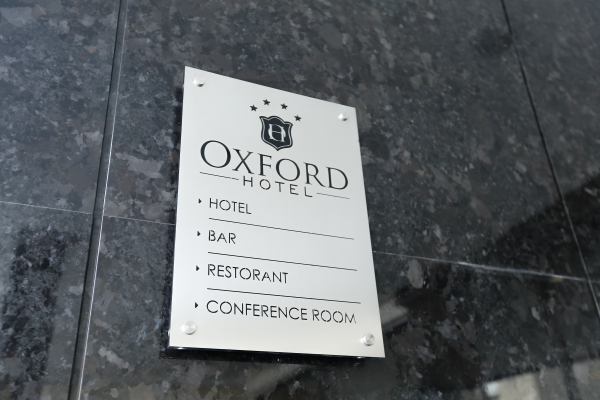 H
OXFORD
HOTEL
HOTEL
BAR
RESTORANT
CONFERENCE ROOM